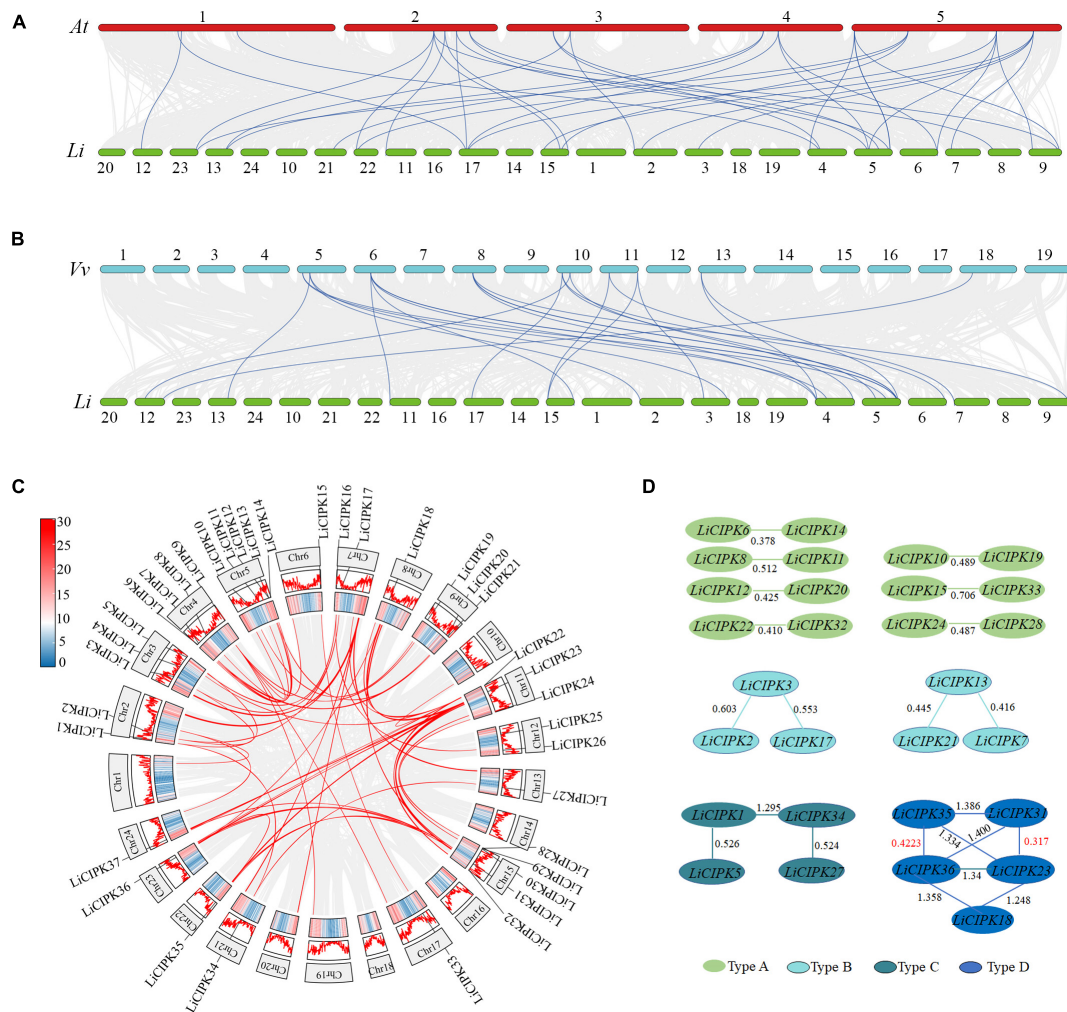 A
At 1 2 3 4 5
Li
20 12 23 13 24 10 21 22 11 16 17 14 15 1 2 3 18 19 4 5 6 7 8 9
B
1 2 3 4 5 6 7 8 9 10 11 12 13 14 15 16 17 18 19
Vv
Li
20 12 23 13 24 10 21 22 11 16 17 14 15 1 2 3 18 19 4 5 6 7 8 9
C
30
25
20
15
10
5
0
LiCIPK1
LiCIPK2
LiCIPK3
LiCIPK4
LiCIPK5
LiCIPK6
LiCIPK7
LiCIPK8
LiCIPK9
LiCIPK10
LiCIPK11
LiCIPK12
LiCIPK13
LiCIPK14
LiCIPK15
LiCIPK16
LiCIPK17
LiCIPK18
LiCIPK19
LiCIPK20
LiCIPK21
LiCIPK22
LiCIPK23
LiCIPK24
LiCIPK25
LiCIPK26
LiCIPK27
LiCIPK28
LiCIPK29
LiCIPK30
LiCIPK31
LiCIPK32
LiCIPK33
LiCIPK34
LiCIPK35
LiCIPK36
LiCIPK37
Chr1
Chr2
Chr3
Chr4
Chr5
Chr6
Chr7
Chr8
Chr9
Chr10
Chr11
Chr12
Chr13
Chr14
Chr15
Chr16
Chr17
Chr18
Chr19
Chr20
Chr21
Chr22
Chr23
Chr24
D
LiCIPK6 LiCIPK14
0.378
LiCIPK8 LiCIPK11
0.512
LiCIPK12 LiCIPK20
0.425
LiCIPK22 LiCIPK32
0.410
LiCIPK10 LiCIPK19
0.489
LiCIPK15 LiCIPK33
0.706
LiCIPK24 LiCIPK28
0.487
LiCIPK3
0.603 0.553
LiCIPK2 LiCIPK17
LiCIPK13
0.445 0.416
LiCIPK21 LiCIPK7
LiCIPK1 1.295 LiCIPK34
0.526 0.524
LiCIPK5 LiCIPK27
LiCIPK35 1.386 LiCIPK31
0.4223 1.334 1.400 0.317
LiCIPK36 1.34 LiCIPK23
1.358 1.248
LiCIPK18
Type A Type B Type C Type D